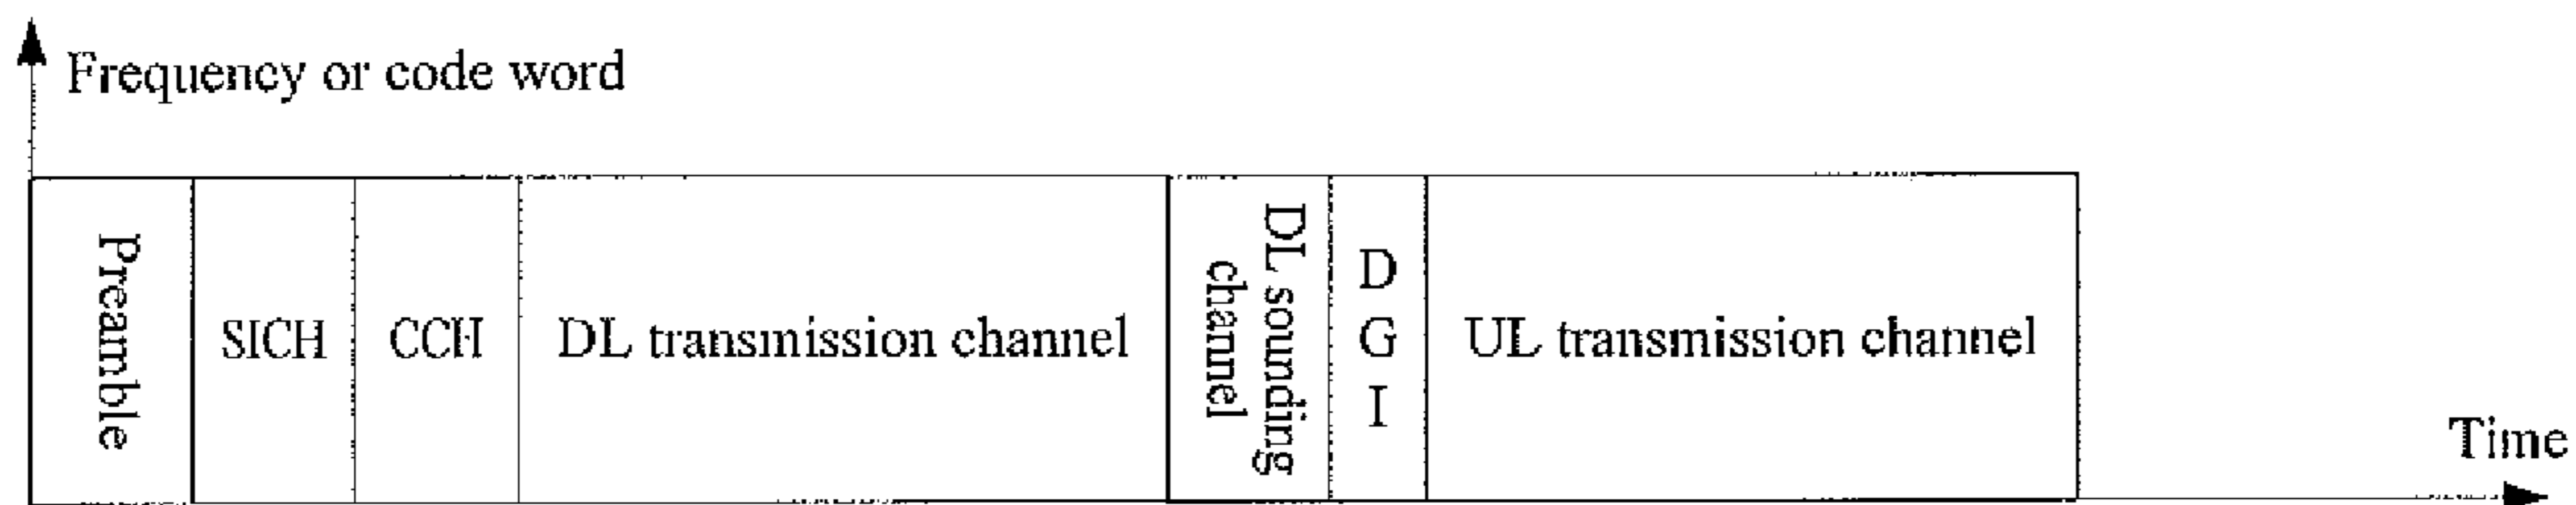 Frequency or code word
Preamble
SICH
CCH
DL transmission channel
DL sounding
channel
D
G
I
UL transmission channel
Time